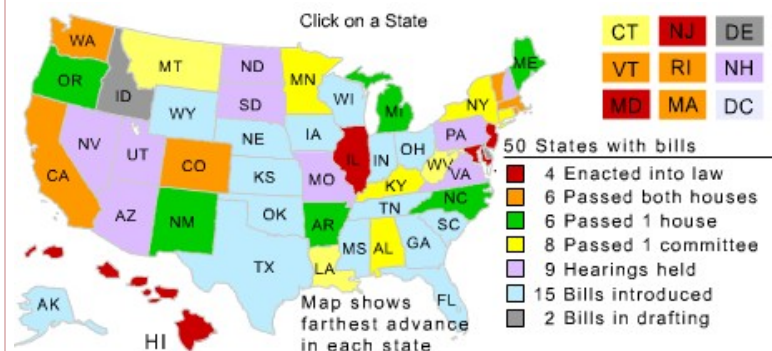 Click on a State
WA
OR
ID
MT
ND
SD
MN
WI
MI
ME
NY
WY
NE
IA
IL
IN
OH
PA
WV
VA
NV
UT
CO
KS
MO
KY
NC
CA
AZ
NM
OK
AR
TN
SC
TX
LA
MS
AL
GA
FL
AK
HI
CT NJ DE
VT RI NH
MD MA DC
50 States with bills
4 Enacted into law
6 Passed both houses
6 Passed 1 house
8 Passed 1 committee
9 Hearings held
15 Bills introduced
2 Bills in drafting
Map shows
farthest advance
in each state